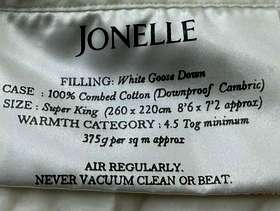 JONELLE
FILLING: White Goose Down
CASE : 100% Combed Cotton (Downproof Cambric)
SIZE : Super King (260 x 220cm 8'6 x 7'2 approx)
WARMTH CATEGORY : 4.5 Tog minimum
375g per sq m approx
AIR REGULARLY.
NEVER VACUUM CLEAN OR BEAT.